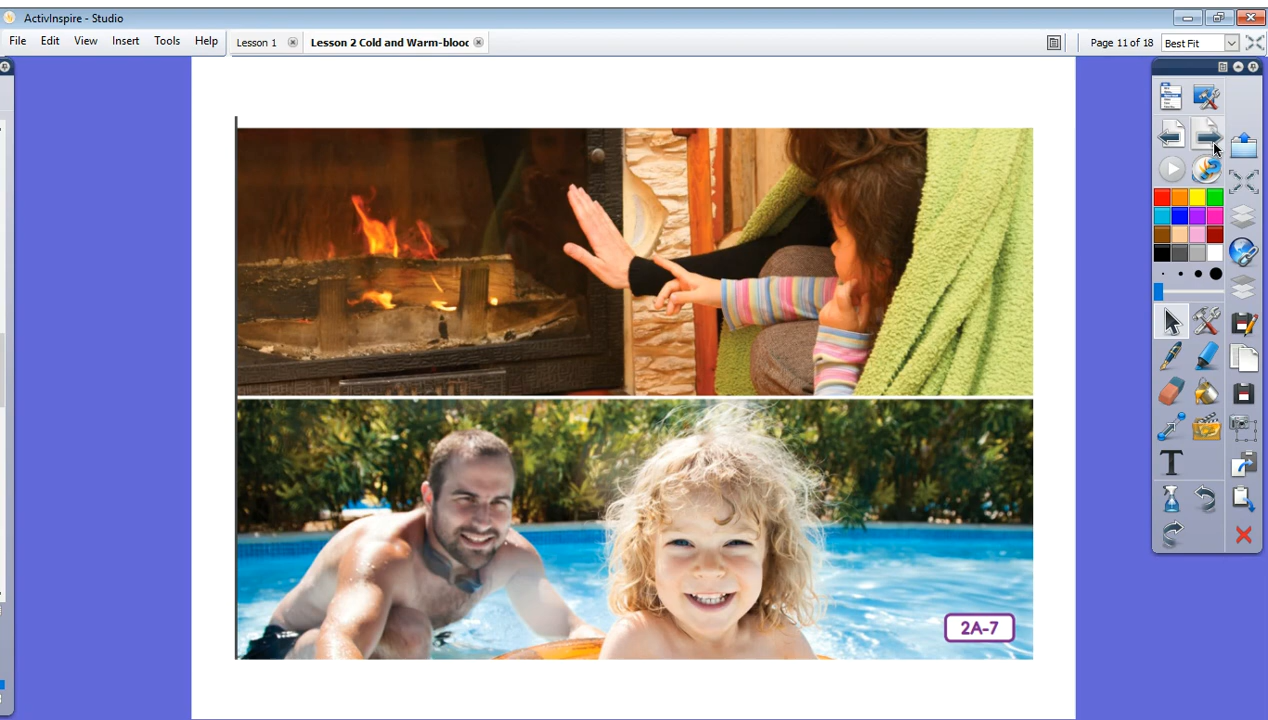 ActivInspire - Studio
File Edit View Insert Tools Help Lesson 1 Lesson 2 Cold and Warm-blooc Page 11 of 18 Best Fit
T
2A-7